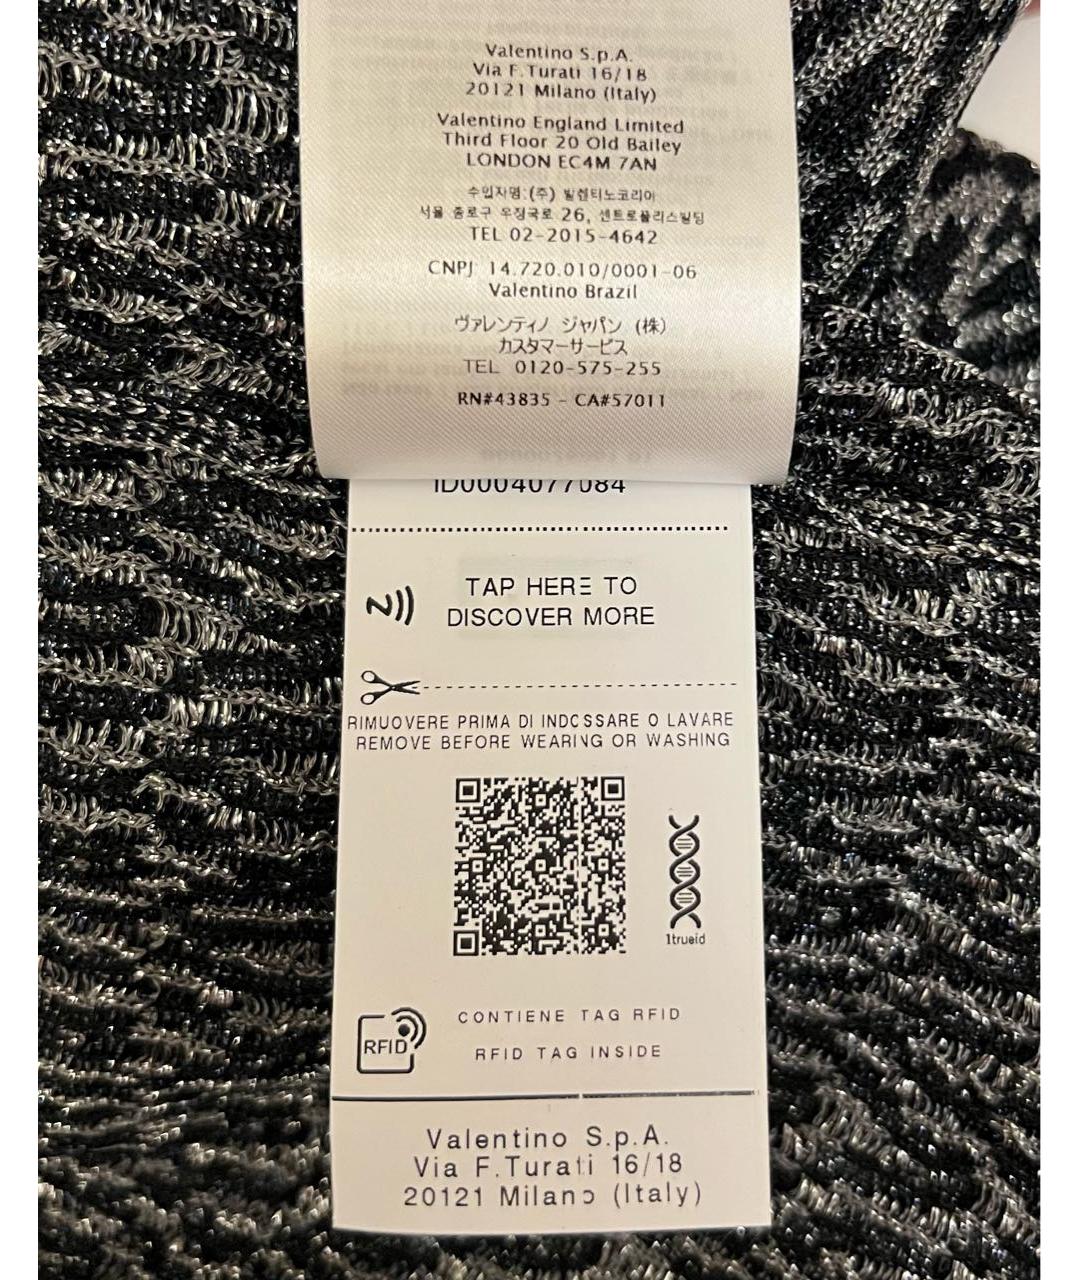 Valentino S.p.A.
Via F.Turati 16/18
20121 Milano (Italy)
Valentino England Limited
Third Floor 20 Old Bailey
LONDON EC4M 7AN
수입자명:(주) 발렌티노코리아
서울 종로구 우정국로 26, 센트로폴리스빌딩
TEL 02-2015-4642
CNPJ 14.720.010/0001-06
Valentino Brazil
ヴァレンティノ ジャパン (株)
カスタマーサービス
TEL 0120-575-255
RN#43835 - CA#57011
ID0004077084
TAP HERE TO
DISCOVER MORE
RIMUOVERE PRIMA DI INDOSSARE O LAVARE
REMOVE BEFORE WEARING OR WASHING
1trueid
CONTIENE TAG RFID
RFID
RFID TAG INSIDE
Valentino S.p.A.
Via F.Turati 16/18
20121 Milano (Italy)